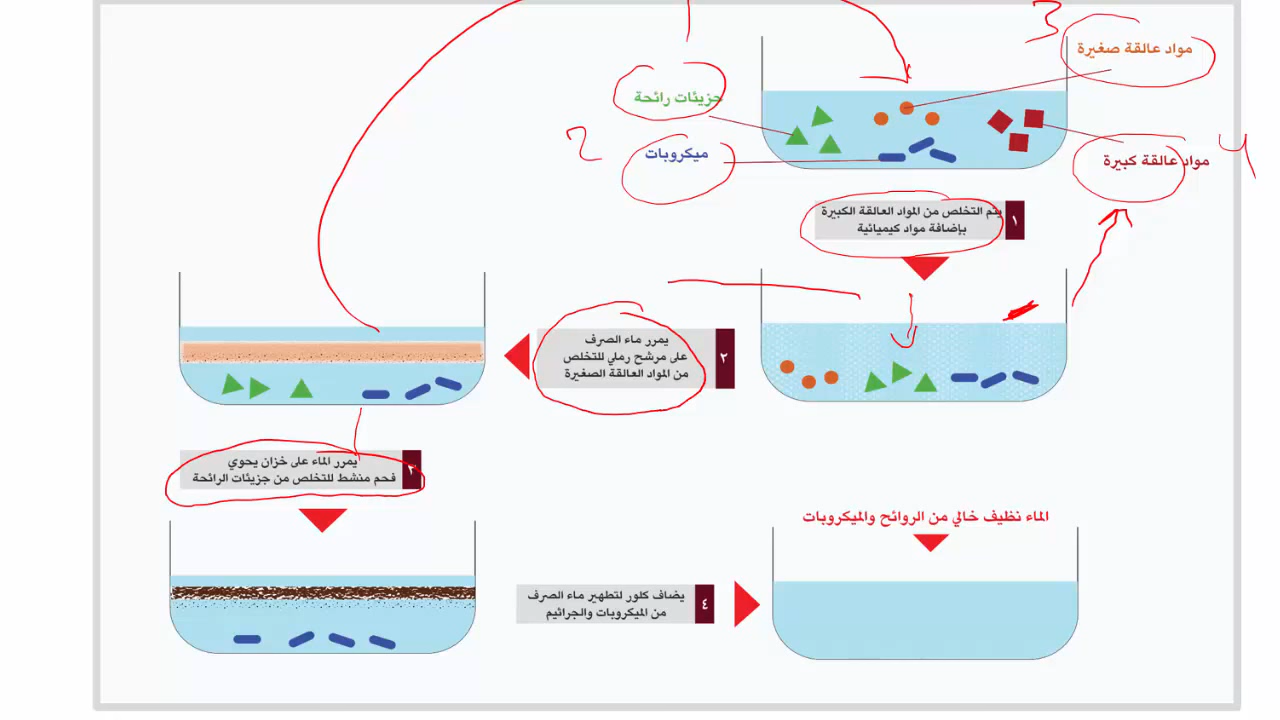 3
مواد عالقة صغيرة
جزيئات رائحة
2
ميكروبات
4
مواد عالقة كبيرة
١
يتم التخلص من المواد العالقة الكبيرة
بإضافة مواد كيميائية
٢
يمرر ماء الصرف
على مرشح رملي للتخلص
من المواد العالقة الصغيرة
٣
يمرر الماء على خزان يحوي
فحم منشط للتخلص من جزيئات الرائحة
الماء نظيف خالي من الروائح والميكروبات
٤
يضاف كلور لتطهير ماء الصرف
من الميكروبات والجراثيم